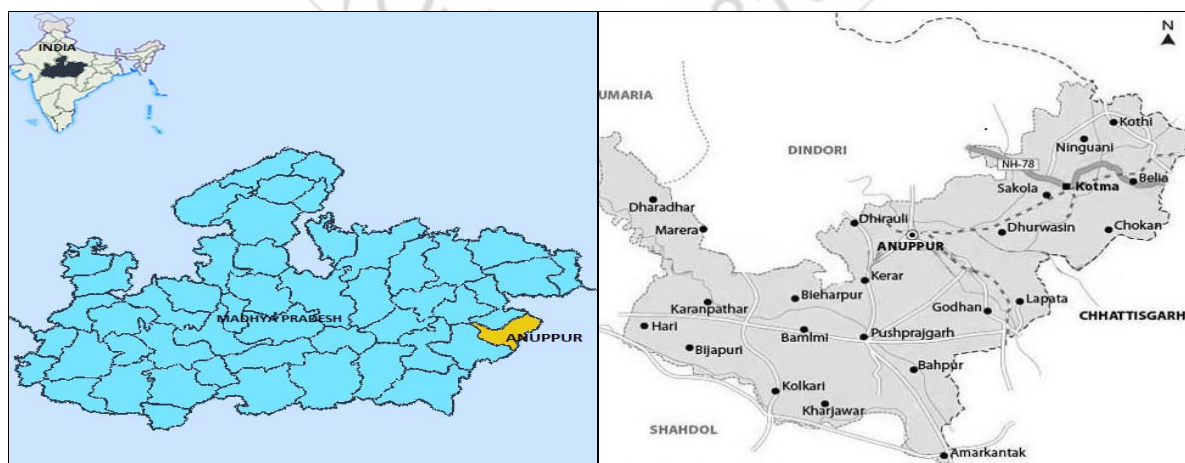 INDIA
MADHYA PRADESH
ANUPPUR
N
UMARIA
DINDORI
Kothi
Ninguani
NH-78
Belia
Kotma
Sakola
Dharadhar
Dhirauli
Marera
ANUPPUR
Dhurwasin
Chokan
Kerar
Karanpathar
Bieharpur
Godhan
Lapata
CHHATTISGARH
Hari
Bamlmi
Pushprajgarh
Bijapuri
Bahpur
Kolkari
Kharjawar
SHAHDOL
Amarkantak